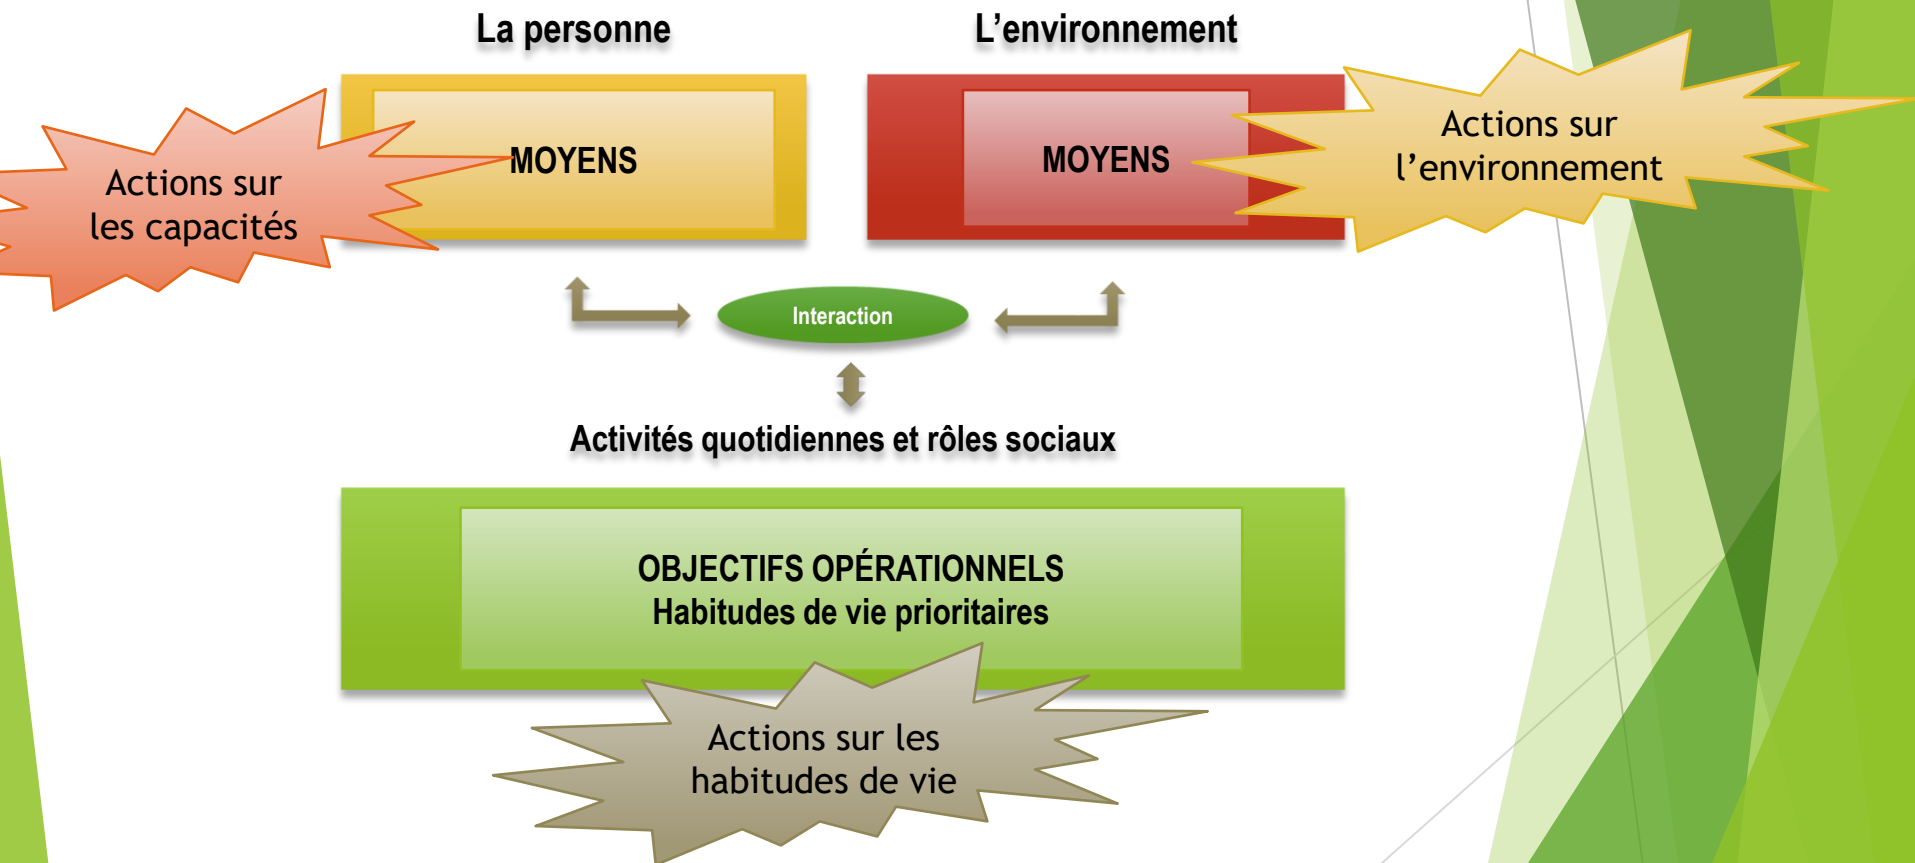 La personne
L’environnement
MOYENS
MOYENS
Actions sur
les capacités
Actions sur
l’environnement
Interaction
Activités quotidiennes et rôles sociaux
OBJECTIFS OPÉRATIONNELS
Habitudes de vie prioritaires
Actions sur les
habitudes de vie